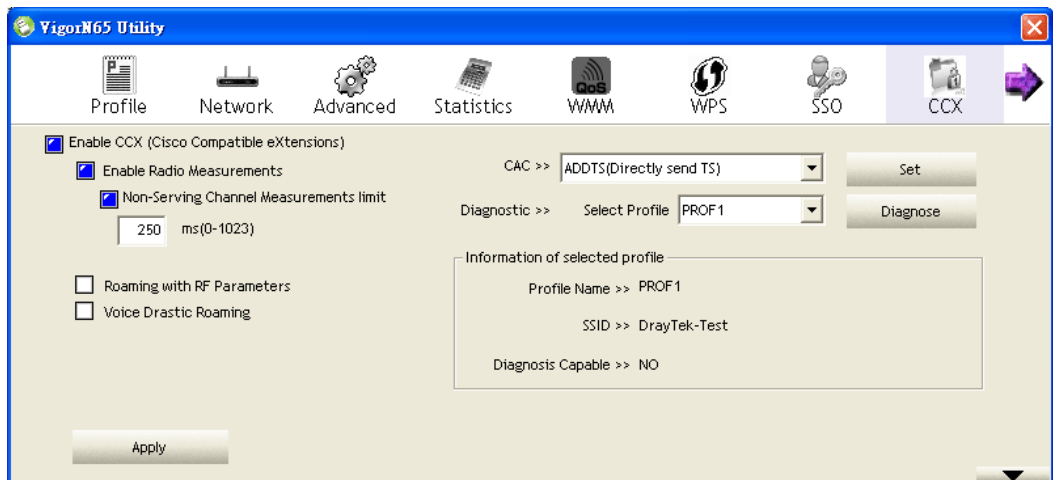 VigorN65 Utility
Profile Network Advanced Statistics QoS WMM WPS SSO CCX
Enable CCX (Cisco Compatible eXtensions)
Enable Radio Measurements
Non-Serving Channel Measurements limit
250 ms(0-1023)
Roaming with RF Parameters
Voice Drastic Roaming
Apply
CAC >> ADDTS(Directly send TS) Set
Diagnostic >> Select Profile PROF1 Diagnose
Information of selected profile
Profile Name >> PROF1
SSID >> DrayTek-Test
Diagnosis Capable >> NO